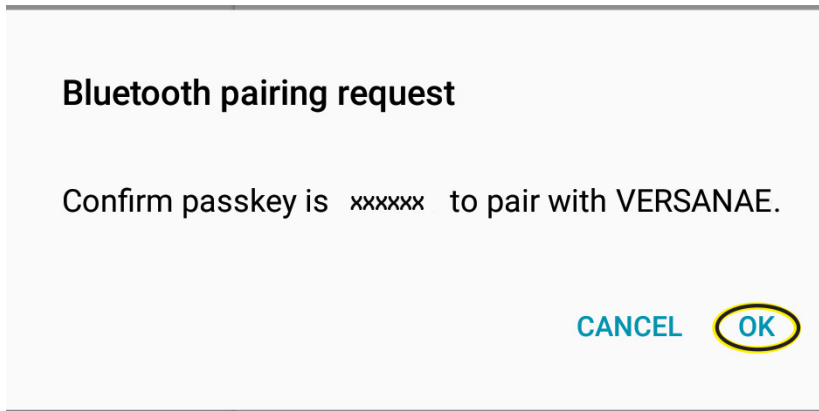 Bluetooth pairing request
Confirm passkey is xxxxxx to pair with VERSANAE.
CANCEL OK